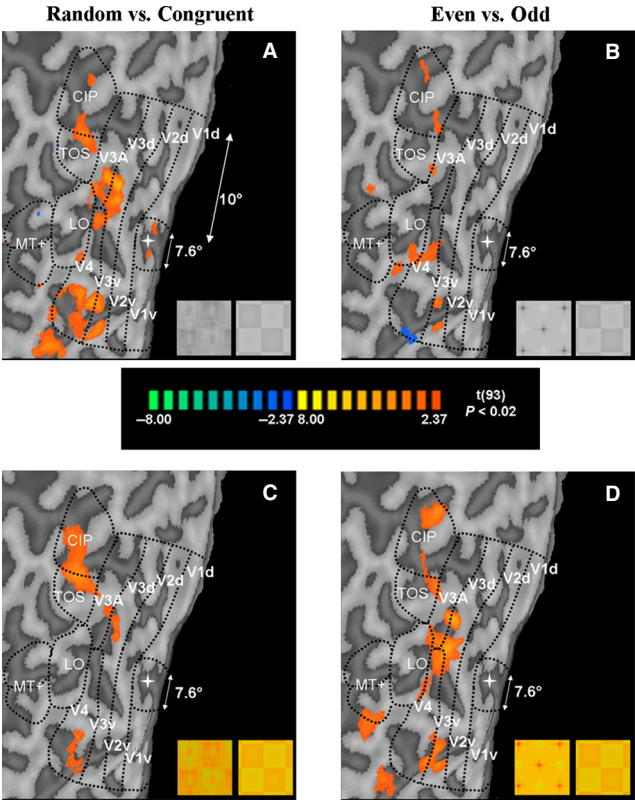 Random vs. Congruent
Even vs. Odd
A
CIP
TOS
V3A
V3d
V2d
V1d
10°
MT+
LO
7.6°
V4
V3v
V2v
V1v
B
CIP
TOS
V3A
V3d
V2d
V1d
MT+
LO
7.6°
V4
V3v
V2v
V1v
−8.00
−2.37
8.00
2.37
t(93)
P < 0.02
C
CIP
TOS
V3A
V3d
V2d
V1d
MT+
LO
7.6°
V4
V3v
V2v
V1v
D
CIP
TOS
V3A
V3d
V2d
V1d
MT+
LO
7.6°
V4
V3v
V2v
V1v